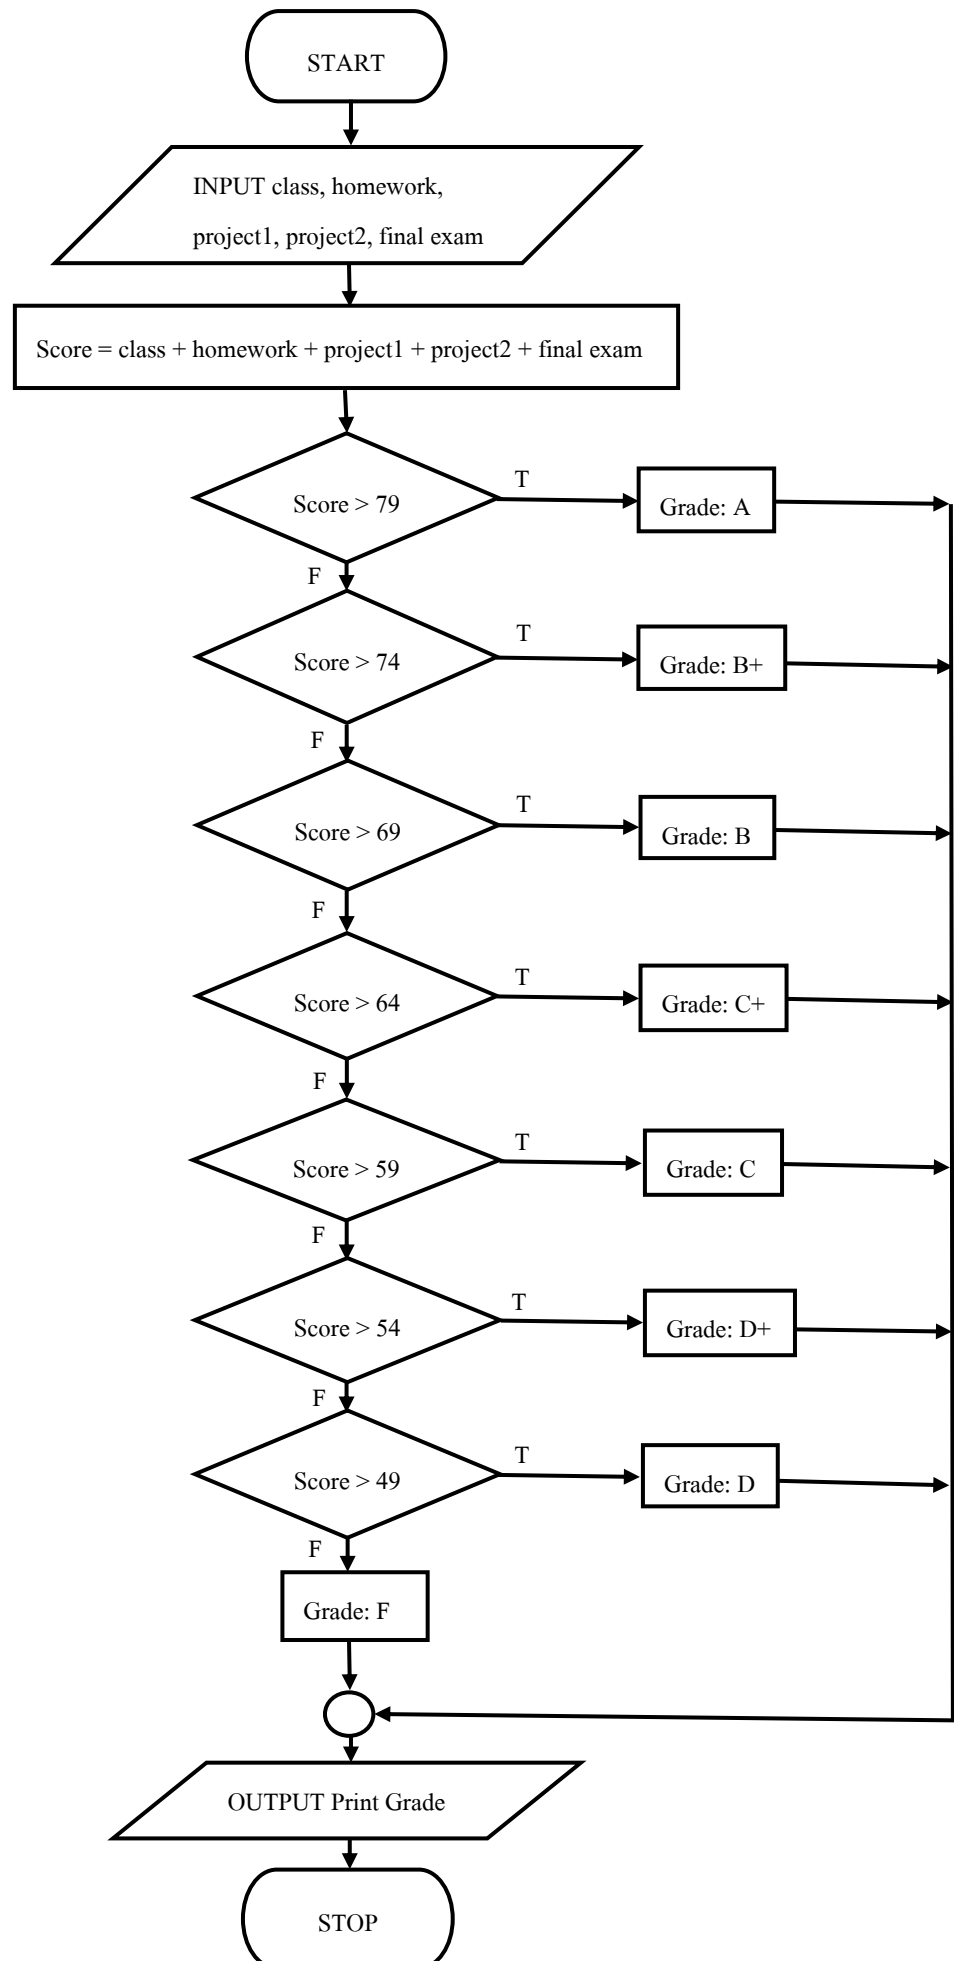 START
INPUT class, homework,
project1, project2, final exam
Score = class + homework + project1 + project2 + final exam
Score > 79
T
Grade: A
F
Score > 74
T
Grade: B+
F
Score > 69
T
Grade: B
F
Score > 64
T
Grade: C+
F
Score > 59
T
Grade: C
F
Score > 54
T
Grade: D+
F
Score > 49
T
Grade: D
F
Grade: F
OUTPUT Print Grade
STOP